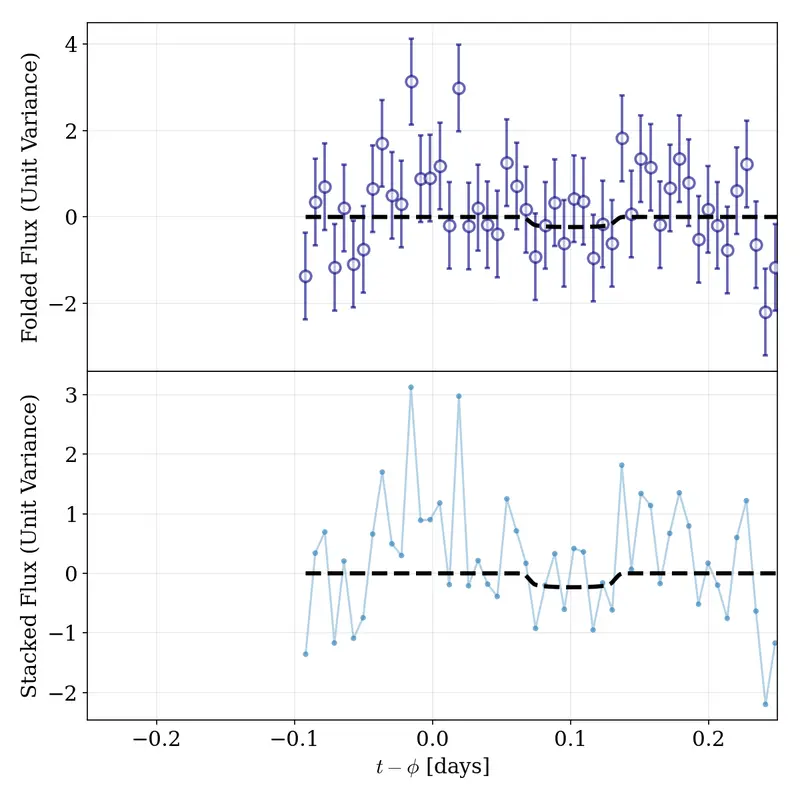 Folded Flux (Unit Variance)
4
2
0
−2
Stacked Flux (Unit Variance)
3
2
1
0
−1
−2
−0.2 −0.1 0.0 0.1 0.2
t − ϕ [days]